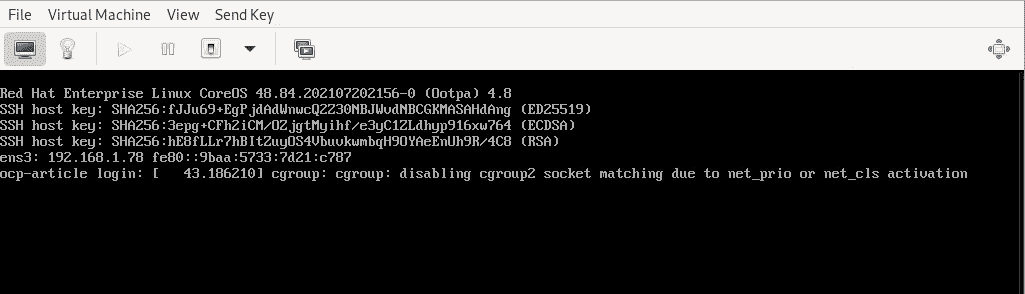 File Virtual Machine View Send Key
Red Hat Enterprise Linux CoreOS 48.84.202107202156-0 (Ootpa) 4.8
SSH host key: SHA256:fJJu69+EgPjdAdWnwcQ2Z30NBJWvdNBCGKMASAHdAng (ED25519)
SSH host key: SHA256:3epg+CFh2iCM/OZjgtMyihf/e3yC1ZLdhyp916xw764 (ECDSA)
SSH host key: SHA256:hE8fLLr7hBItZuyOS4VbuvkwmbqH9OYAeEnUh9R/4C8 (RSA)
ens3: 192.168.1.78 fe80::9baa:5733:7d21:c787
ocp-article login: [   43.186210] cgroup: cgroup: disabling cgroup2 socket matching due to net_prio or net_cls activation